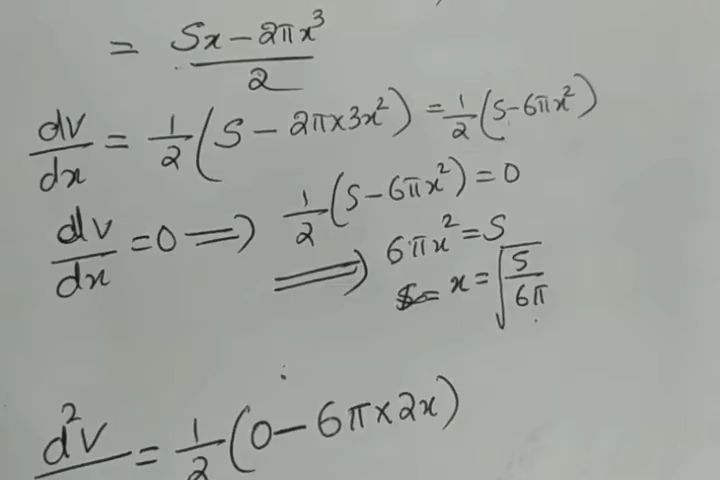 = Sx - 2πx³ / 2
dv/dx = 1/2 (S - 2π×3x²) = 1/2 (S - 6πx²)
dv/dx = 0 ⟹ 1/2 (S - 6πx²) = 0
⟹ 6πx² = S
x = √(S/6π)
d²v = 1/2 (0 - 6π×2x)